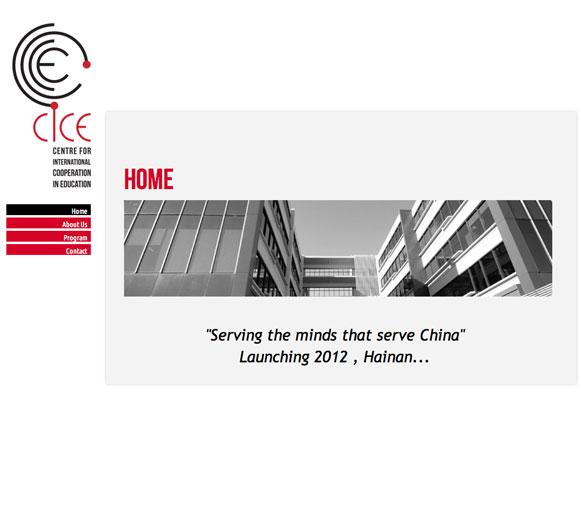 CICE
CENTRE FOR
INTERNATIONAL
COOPERATION
IN EDUCATION
Home
About Us
Program
Contact
HOME
"Serving the minds that serve China"
Launching 2012 , Hainan...